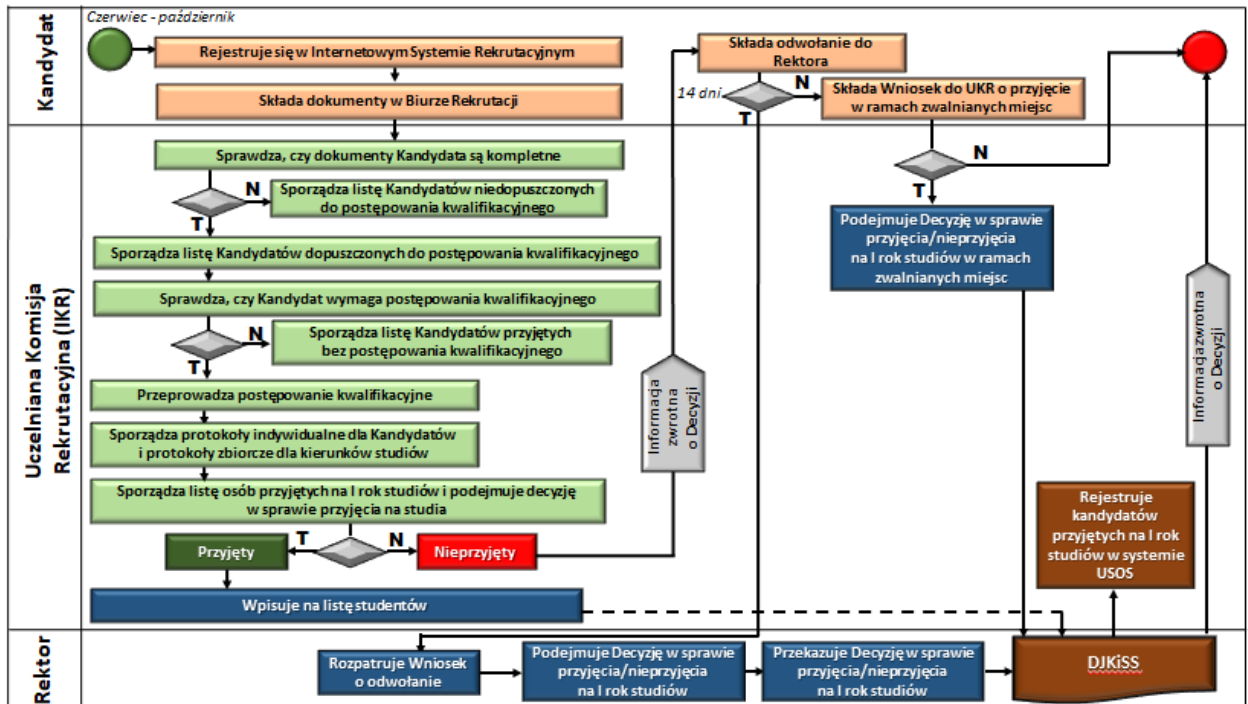 Kandydat
Czerwiec - październik
Rejestruje się w Internetowym Systemie Rekrutacyjnym
Składa dokumenty w Biurze Rekrutacji
Składa odwołanie do
Rektora
14 dni
N
T
Składa Wniosek do UKR o przyjęcie
w ramach zwalnianych miejsc
Uczelniana Komisja
Rekrutacyjna (IKR)
Sprawdza, czy dokumenty Kandydata są kompletne
N
T
Sporządza listę Kandydatów niedopuszczonych
do postępowania kwalifikacyjnego
Sporządza listę Kandydatów dopuszczonych do postępowania kwalifikacyjnego
Sprawdza, czy Kandydat wymaga postępowania kwalifikacyjnego
N
T
Sporządza listę Kandydatów przyjętych
bez postępowania kwalifikacyjnego
Przeprowadza postępowanie kwalifikacyjne
Sporządza protokoły indywidualne dla Kandydatów
i protokoły zbiorcze dla kierunków studiów
Sporządza listę osób przyjętych na I rok studiów i podejmuje decyzję
w sprawie przyjęcia na studia
T
N
Przyjęty
Nieprzyjęty
Wpisuje na listę studentów
Informacja
zwrotna
o Decyzji
N
T
Podejmuje Decyzję w sprawie
przyjęcia/nieprzyjęcia
na I rok studiów w ramach
zwalnianych miejsc
Informacja zwrotna
o Decyzji
Rejestruje
kandydatów
przyjętych na I rok
studiów w systemie
USOS
Rektor
Rozpatruje Wniosek
o odwołanie
Podejmuje Decyzję w sprawie
przyjęcia/nieprzyjęcia
na I rok studiów
Przekazuje Decyzję w sprawie
przyjęcia/nieprzyjęcia
na I rok studiów
DJKiSS